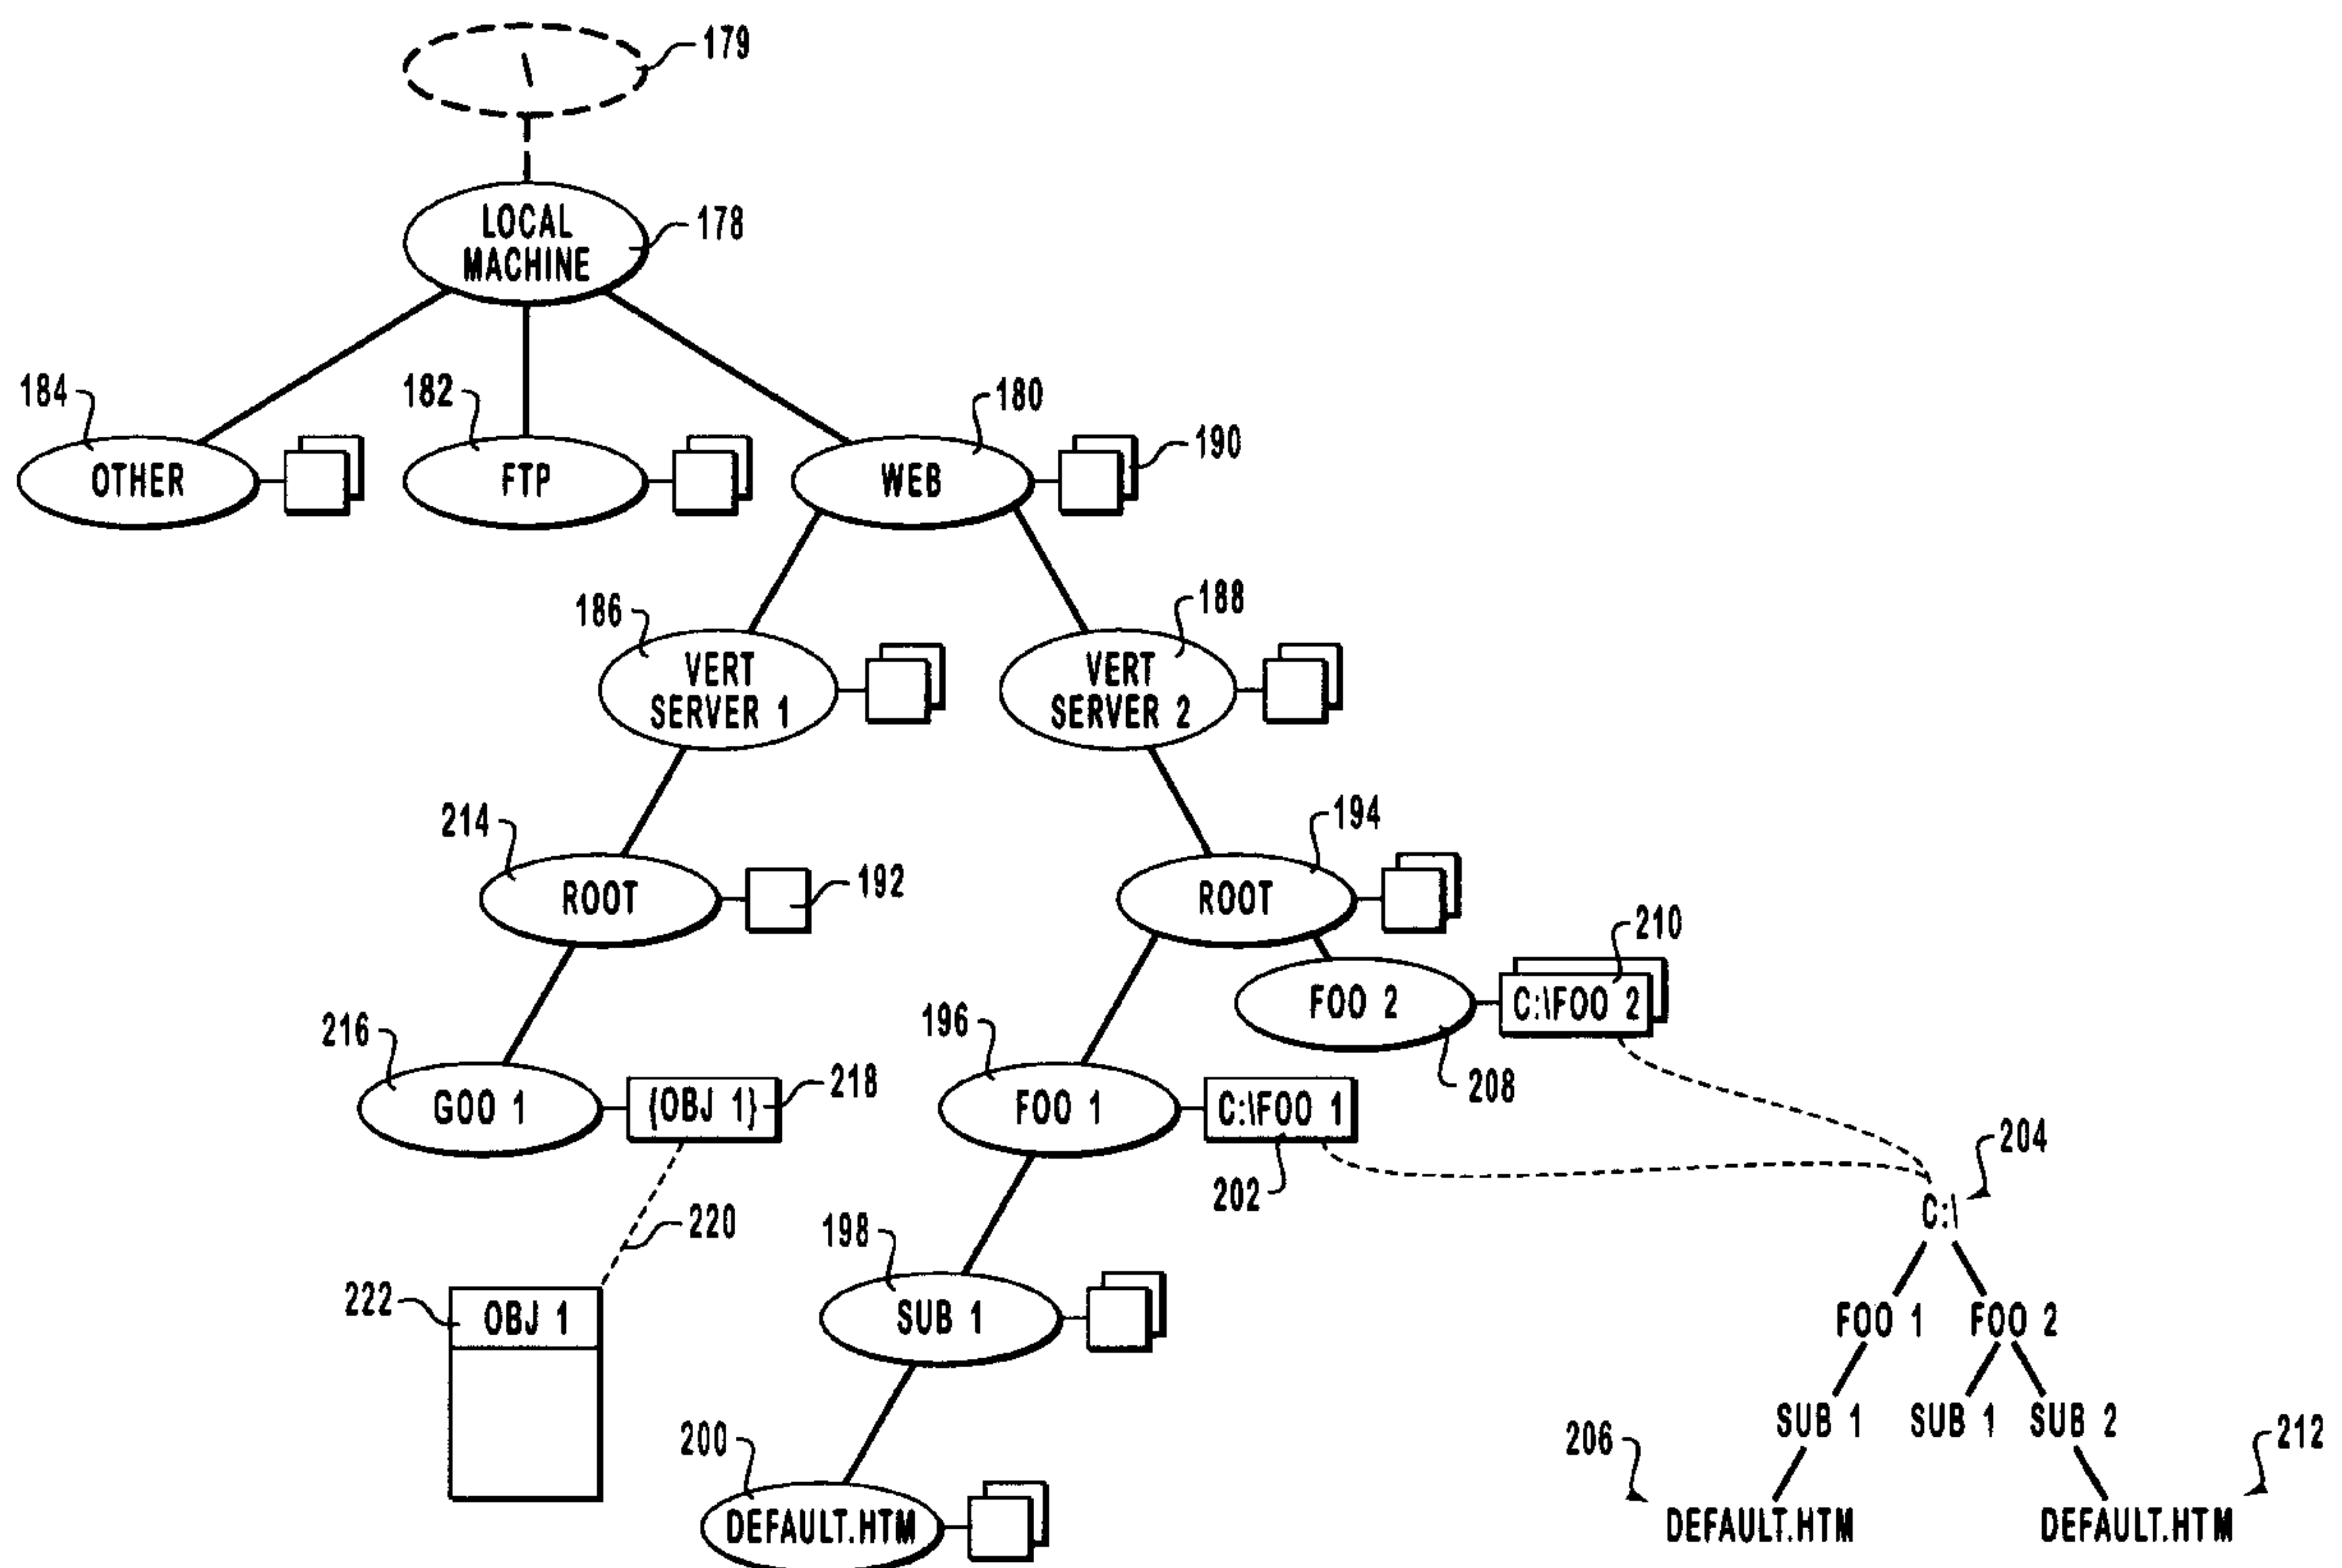 \
179
LOCAL
MACHINE
178
184
182
180
190
OTHER
FTP
WEB
186
188
VERT
SERVER 1
VERT
SERVER 2
214
194
ROOT
192
ROOT
210
216
196
FOO 2
C:\FOO 2
208
GOO 1
{OBJ 1}
218
FOO 1
C:\FOO 1
202
204
C:\
220
198
222
OBJ 1
SUB 1
FOO 1
FOO 2
SUB 1
SUB 1
SUB 2
200
206
212
DEFAULT.HTM
DEFAULT.HTM
DEFAULT.HTM